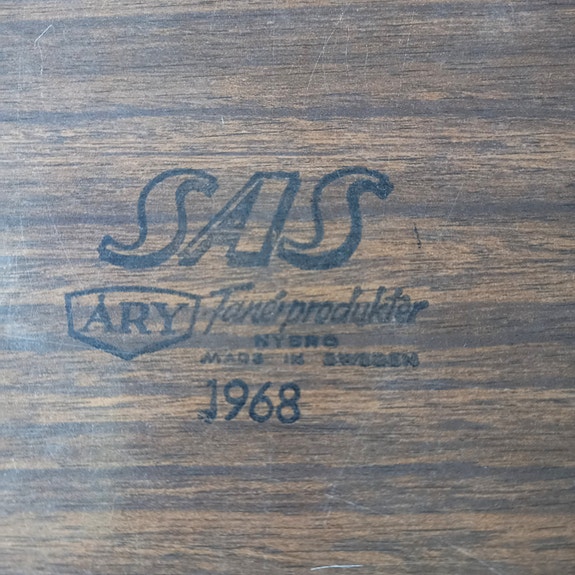 SAS
ÅRY Fanérprodukter
NYBRO
MADE IN SWEDEN
1968